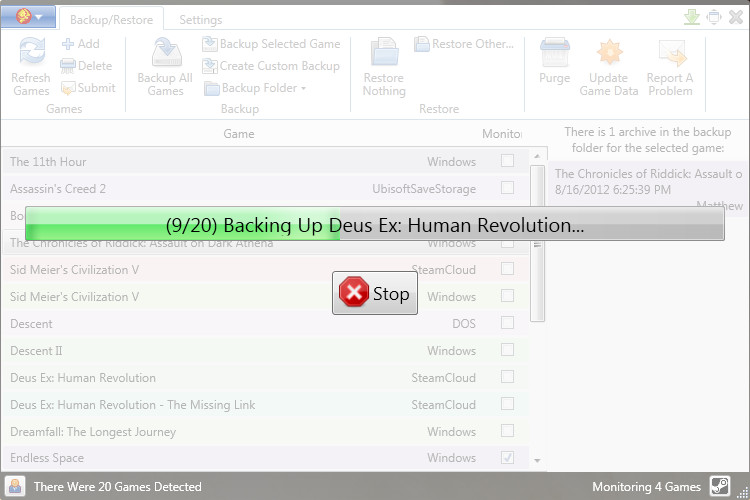 Backup/Restore Settings
Add
Delete
Submit
Refresh
Games
Games
Backup All
Games
Backup Selected Game
Create Custom Backup
Backup Folder
Backup
Restore
Nothing
Restore Other...
Restore
Purge
Update
Game Data
Report A
Problem
Game Monitor
There is 1 archive in the backup
folder for the selected game:
The 11th Hour Windows
The Chronicles of Riddick: Assault o
8/16/2012 6:25:39 PM
Matthew
Assassin's Creed 2 UbisoftSaveStorage
(9/20) Backing Up Deus Ex: Human Revolution...
The Chronicles of Riddick: Assault on Dark Athena
Sid Meier's Civilization V SteamCloud
Sid Meier's Civilization V Windows
Stop
Descent DOS
Descent II Windows
Deus Ex: Human Revolution SteamCloud
Deus Ex: Human Revolution - The Missing Link SteamCloud
Dreamfall: The Longest Journey Windows
Endless Space Windows
There Were 20 Games Detected
Monitoring 4 Games